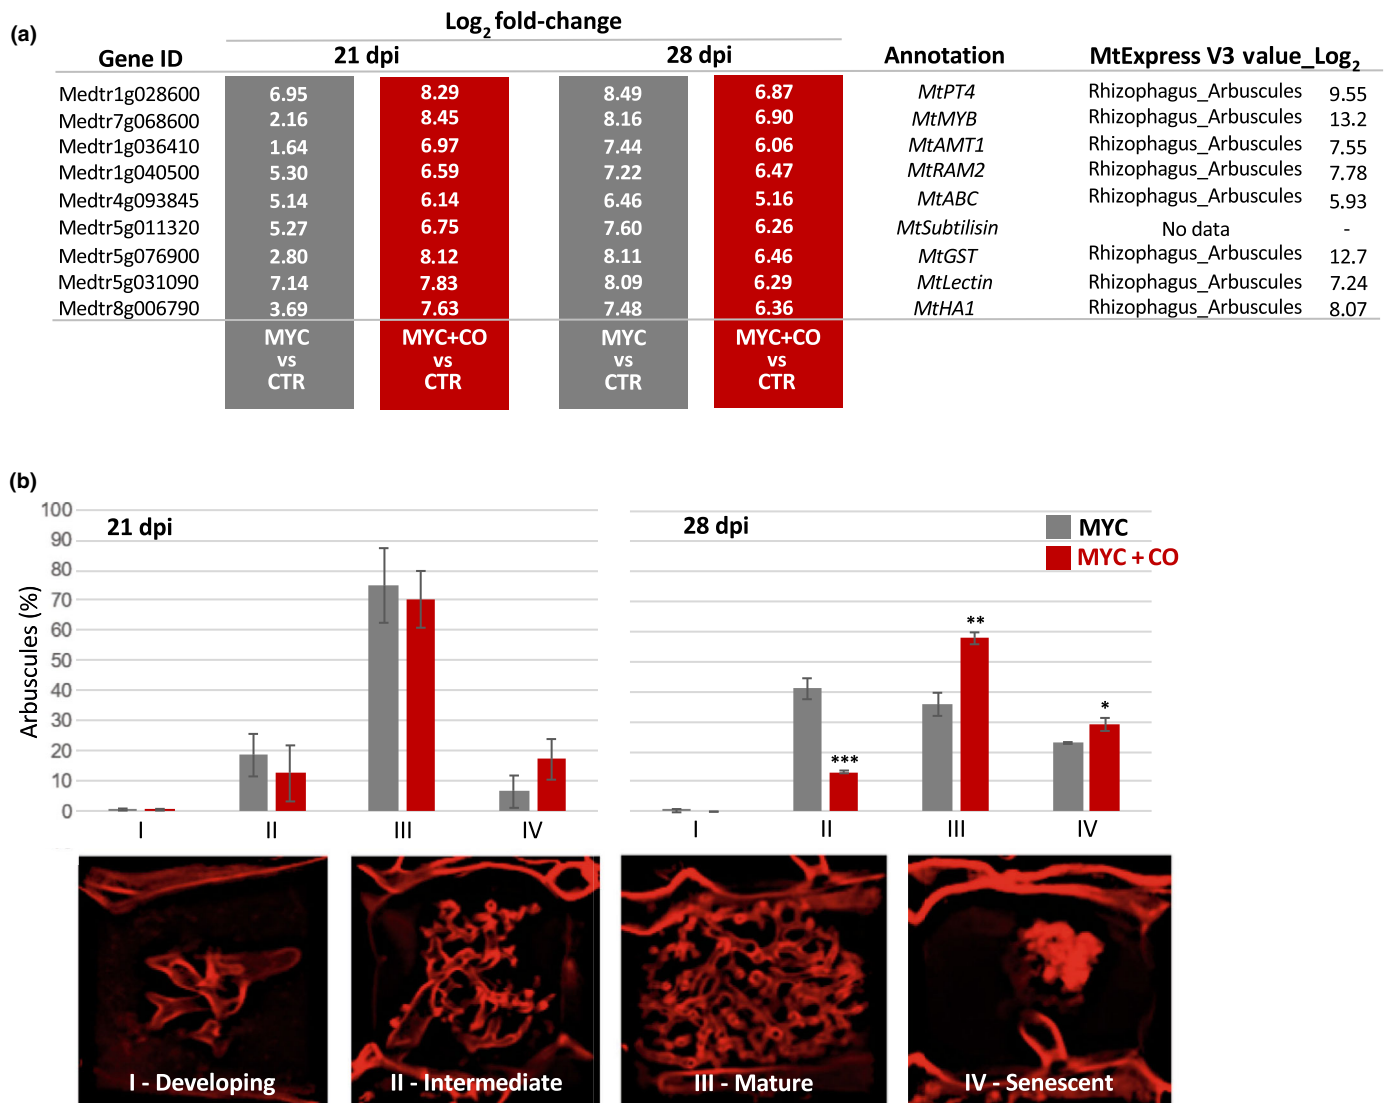 (a)
Log2 fold-change
Gene ID 21 dpi 28 dpi Annotation MtExpress V3 value_Log2
Medtr1g028600 6.95 8.29 8.49 6.87 MtPT4 Rhizophagus_Arbuscules 9.55
Medtr7g068600 2.16 8.45 8.16 6.90 MtMYB Rhizophagus_Arbuscules 13.2
Medtr1g036410 1.64 6.97 7.44 6.06 MtAMT1 Rhizophagus_Arbuscules 7.55
Medtr1g040500 5.30 6.59 7.22 6.47 MtRAM2 Rhizophagus_Arbuscules 7.78
Medtr4g093845 5.14 6.14 6.46 5.16 MtABC Rhizophagus_Arbuscules 5.93
Medtr5g011320 5.27 6.75 7.60 6.26 MtSubtilisin No data -
Medtr5g076900 2.80 8.12 8.11 6.46 MtGST Rhizophagus_Arbuscules 12.7
Medtr5g031090 7.14 7.83 8.09 6.29 MtLectin Rhizophagus_Arbuscules 7.24
Medtr8g006790 3.69 7.63 7.48 6.36 MtHA1 Rhizophagus_Arbuscules 8.07
MYC MYC+CO MYC MYC+CO
vs vs vs vs
CTR CTR CTR CTR
(b)
Arbuscules (%)
100
90
80
70
60
50
40
30
20
10
0
21 dpi
I II III IV
28 dpi
MYC
MYC + CO
***
**
*
I II III IV
I - Developing
II - Intermediate
III - Mature
IV - Senescent